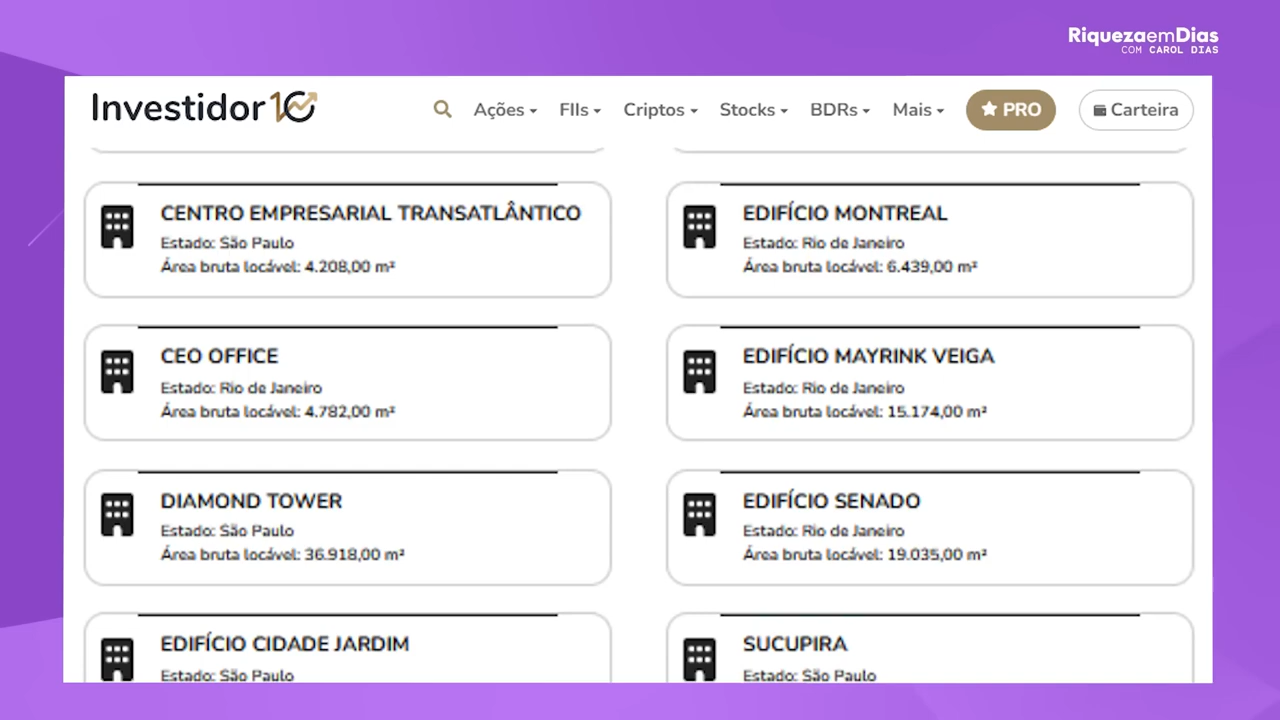 RiquezaemDias
COM CAROL DIAS
Investidor 10
Ações
FIIs
Criptos
Stocks
BDRs
Mais
PRO
Carteira
CENTRO EMPRESARIAL TRANSATLÂNTICO
Estado: São Paulo
Área bruta locável: 4.208,00 m²
EDIFÍCIO MONTREAL
Estado: Rio de Janeiro
Área bruta locável: 6.439,00 m²
CEO OFFICE
Estado: Rio de Janeiro
Área bruta locável: 4.782,00 m²
EDIFÍCIO MAYRINK VEIGA
Estado: Rio de Janeiro
Área bruta locável: 15.174,00 m²
DIAMOND TOWER
Estado: São Paulo
Área bruta locável: 36.918,00 m²
EDIFÍCIO SENADO
Estado: Rio de Janeiro
Área bruta locável: 19.035,00 m²
EDIFÍCIO CIDADE JARDIM
Estado: São Paulo
SUCUPIRA
Estado: São Paulo